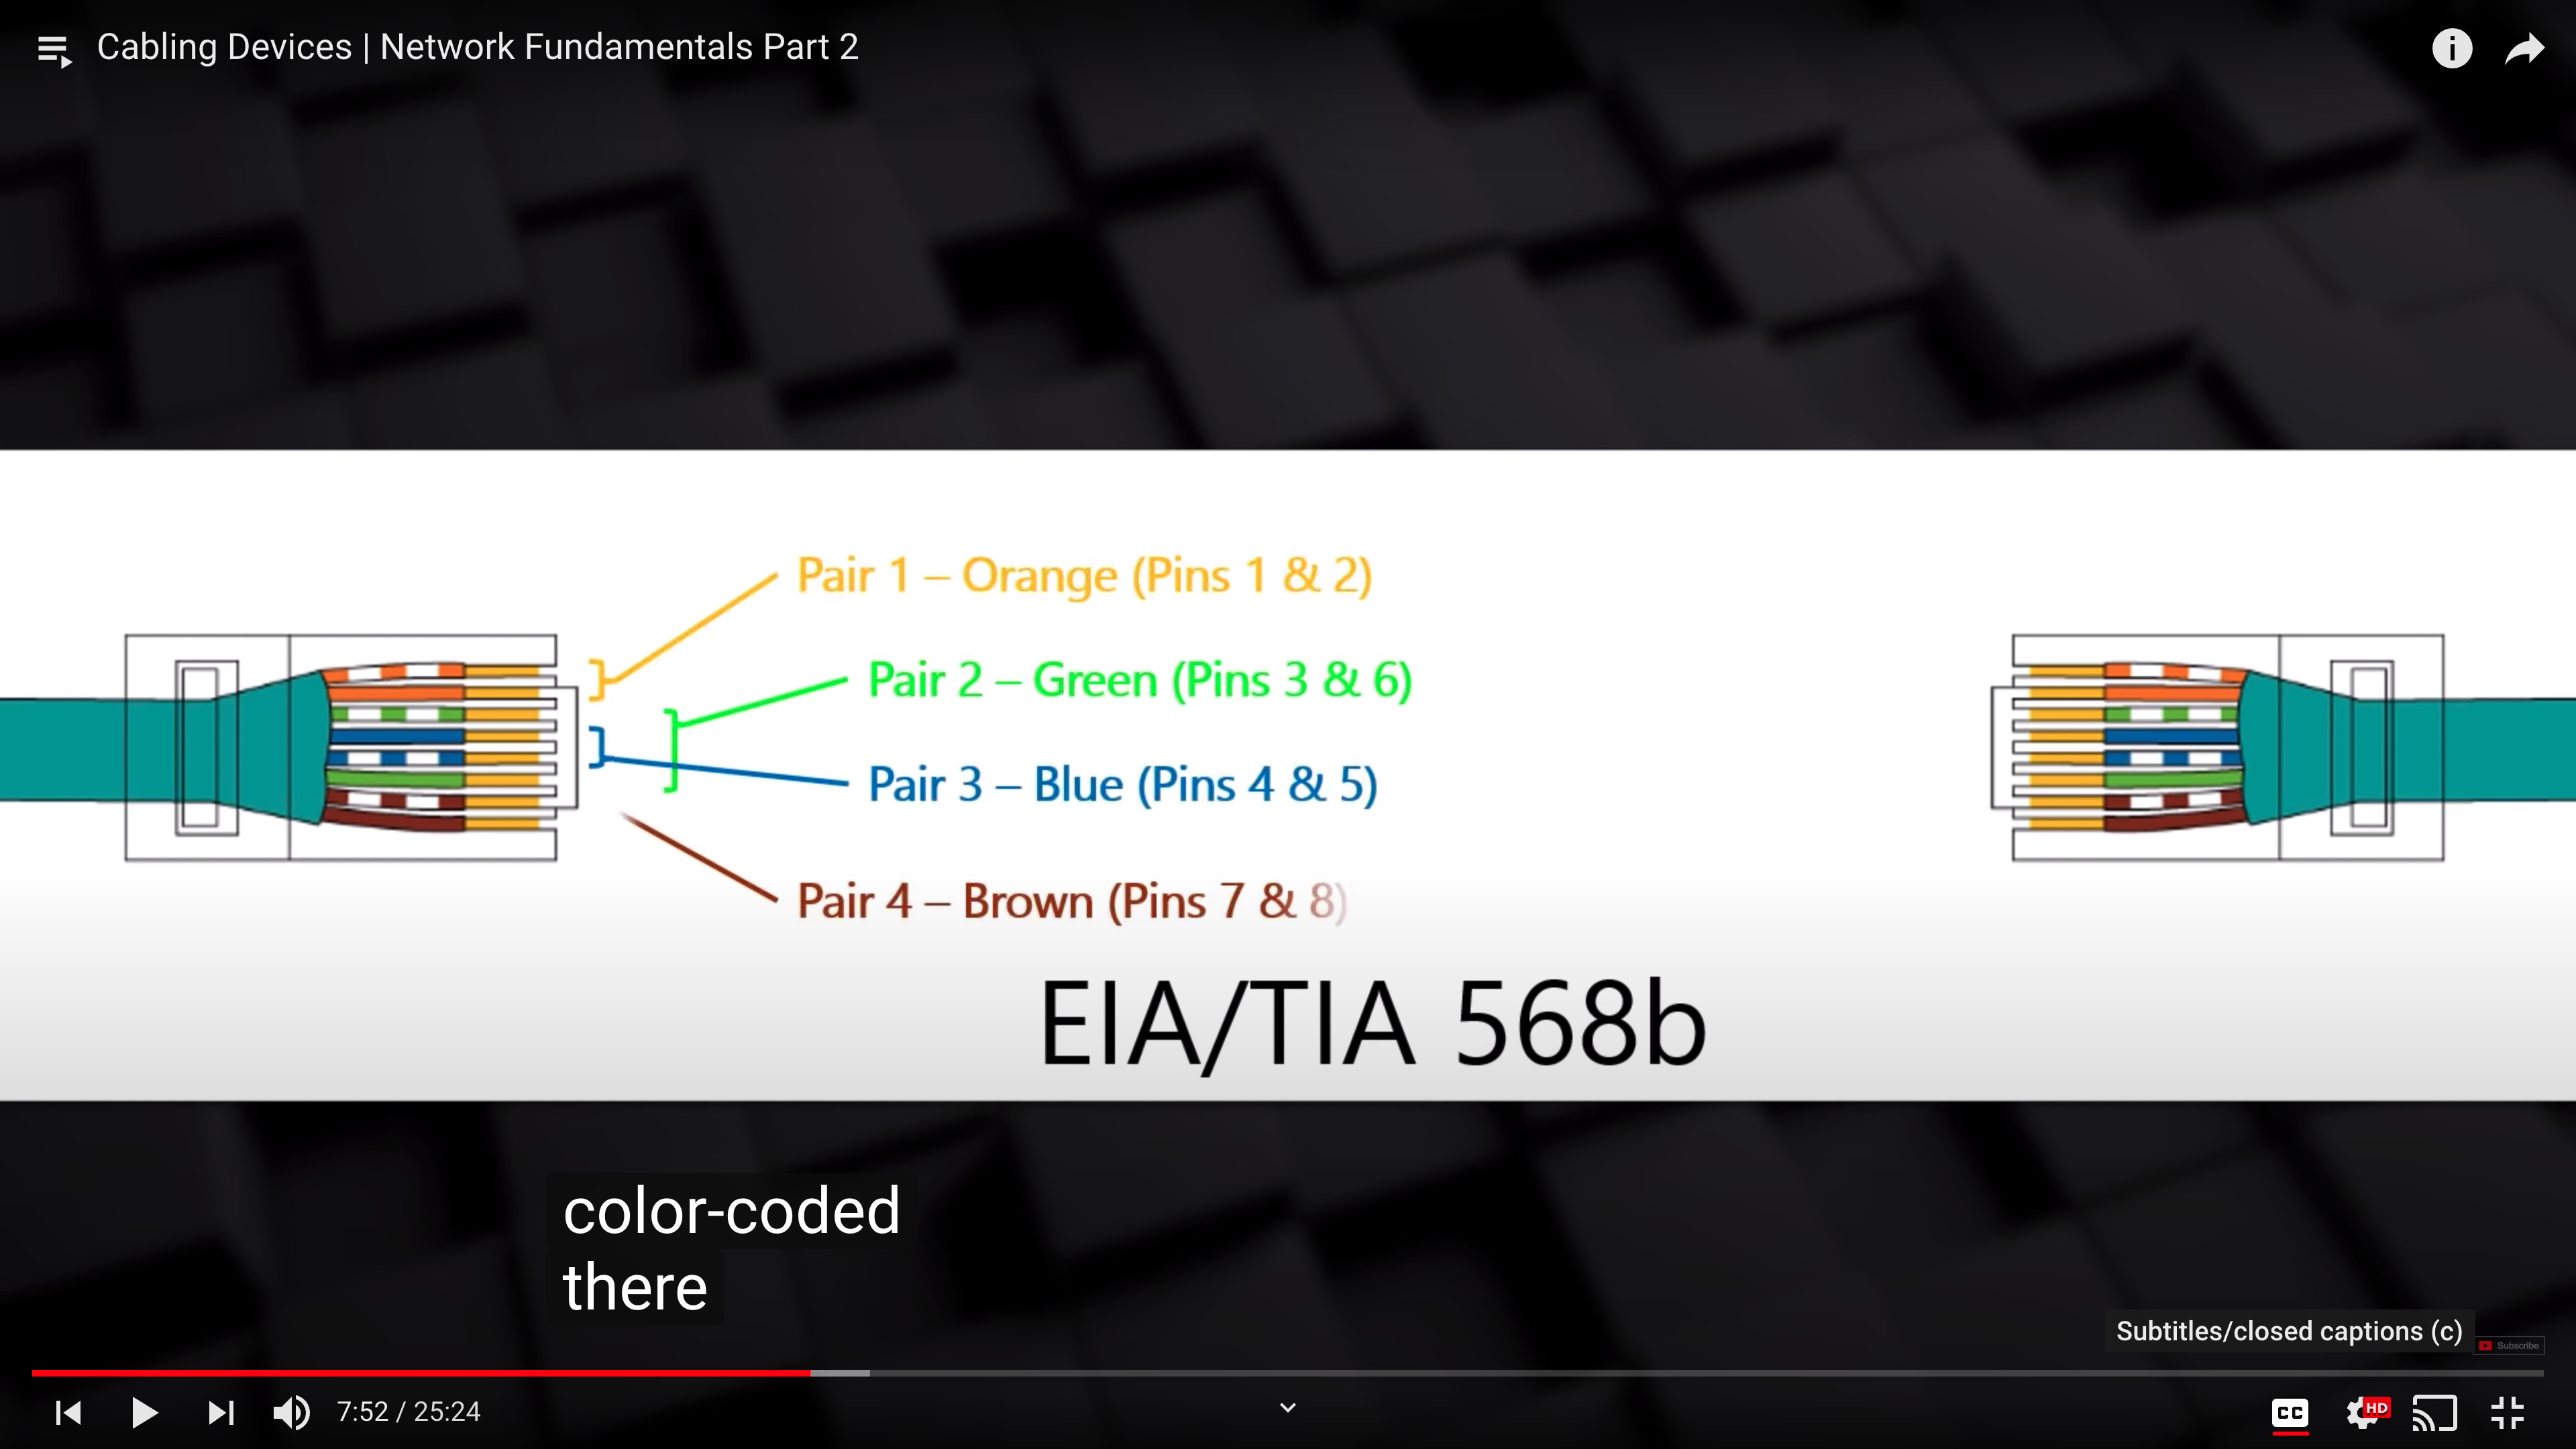 Cabling Devices | Network Fundamentals Part 2
Pair 1 – Orange (Pins 1 & 2)
Pair 2 – Green (Pins 3 & 6)
Pair 3 – Blue (Pins 4 & 5)
Pair 4 – Brown (Pins 7 & 8)
EIA/TIA 568b
color-coded
there
Subtitles/closed captions (c)
Subscribe
7:52 / 25:24
CC
HD